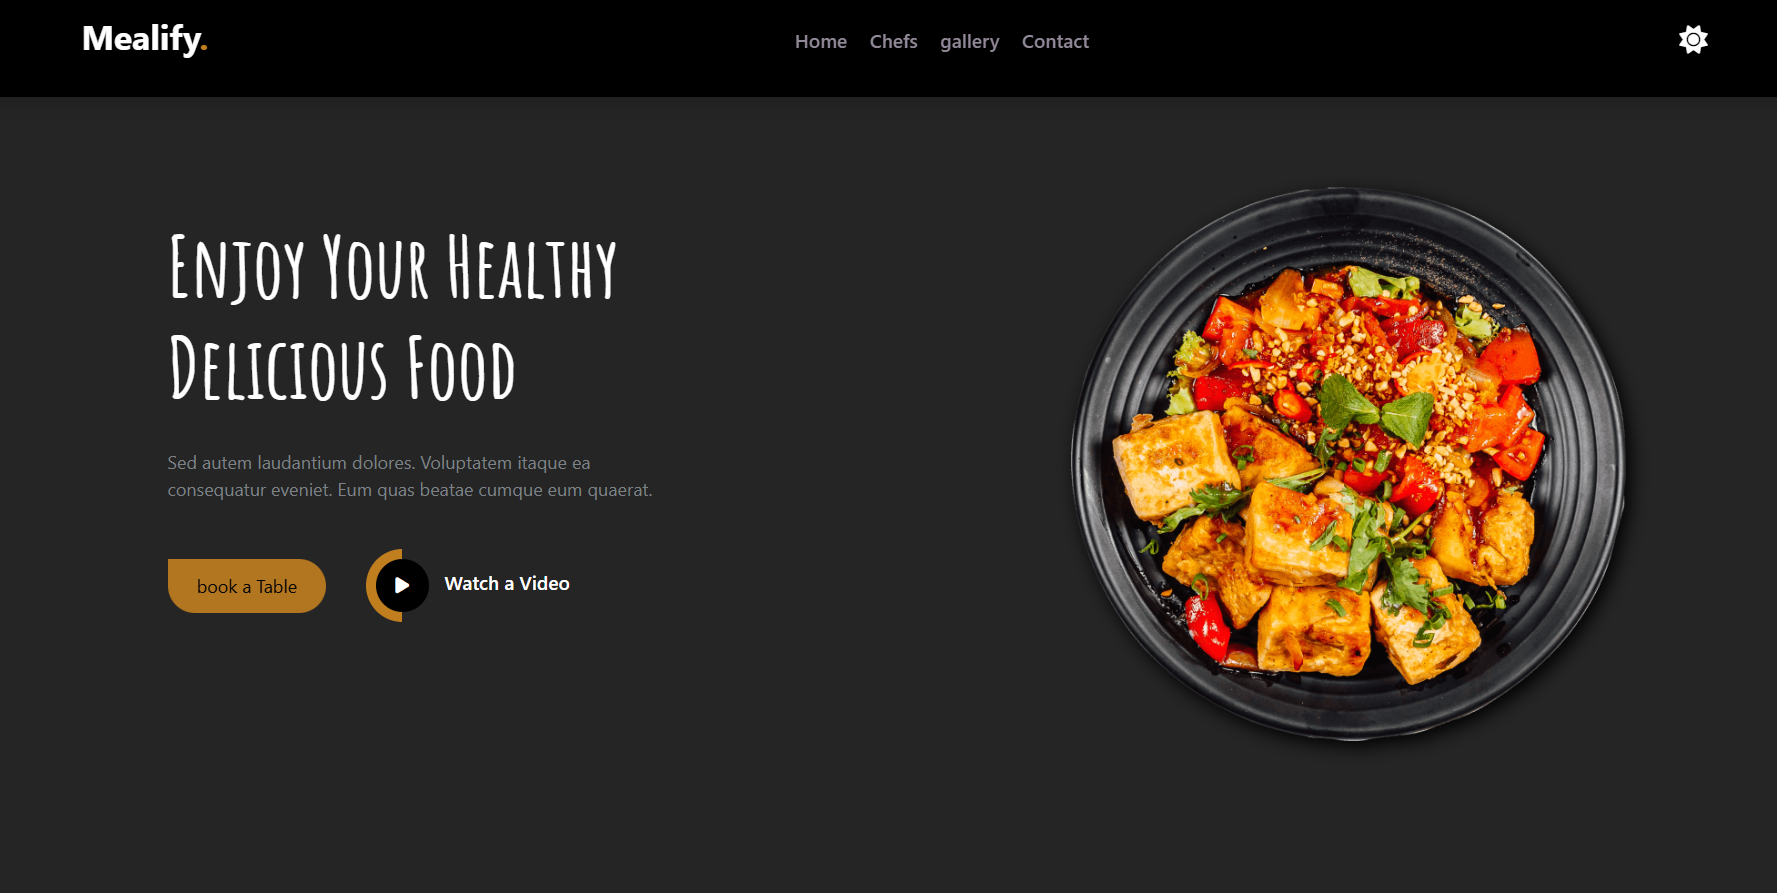 Mealify.
Home Chefs gallery Contact
Enjoy Your Healthy
Delicious Food
Sed autem laudantium dolores. Voluptatem itaque ea
consequatur eveniet. Eum quas beatae cumque eum quaerat.
book a Table
Watch a Video